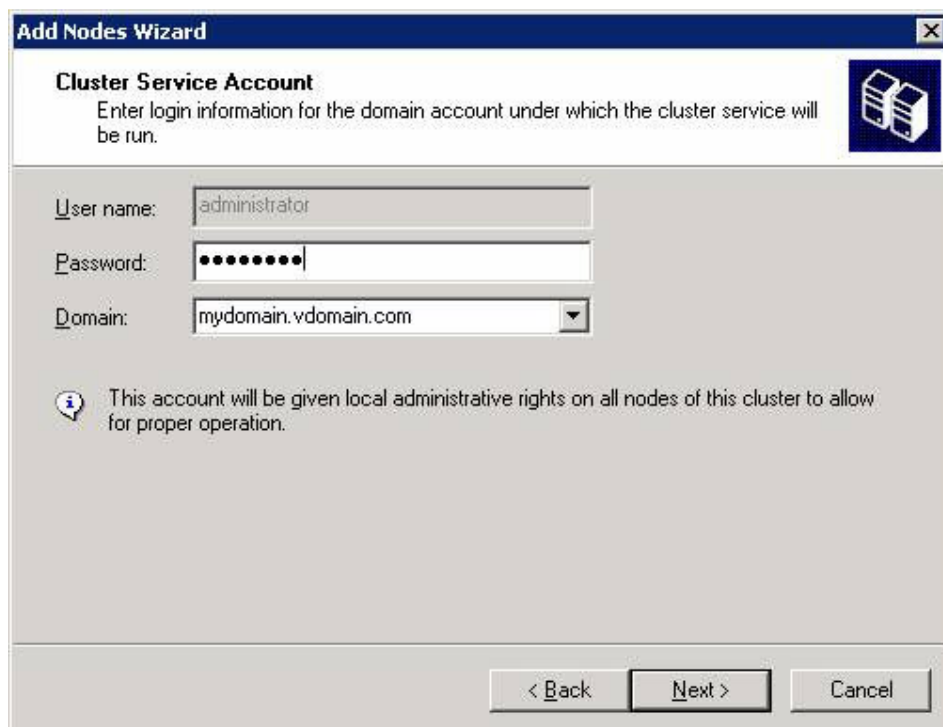 Add Nodes Wizard
Cluster Service Account
Enter login information for the domain account under which the cluster service will
be run.
User name: administrator
Password: ●●●●●●●●
Domain: mydomain.vdomain.com
This account will be given local administrative rights on all nodes of this cluster to allow
for proper operation.
< Back Next > Cancel